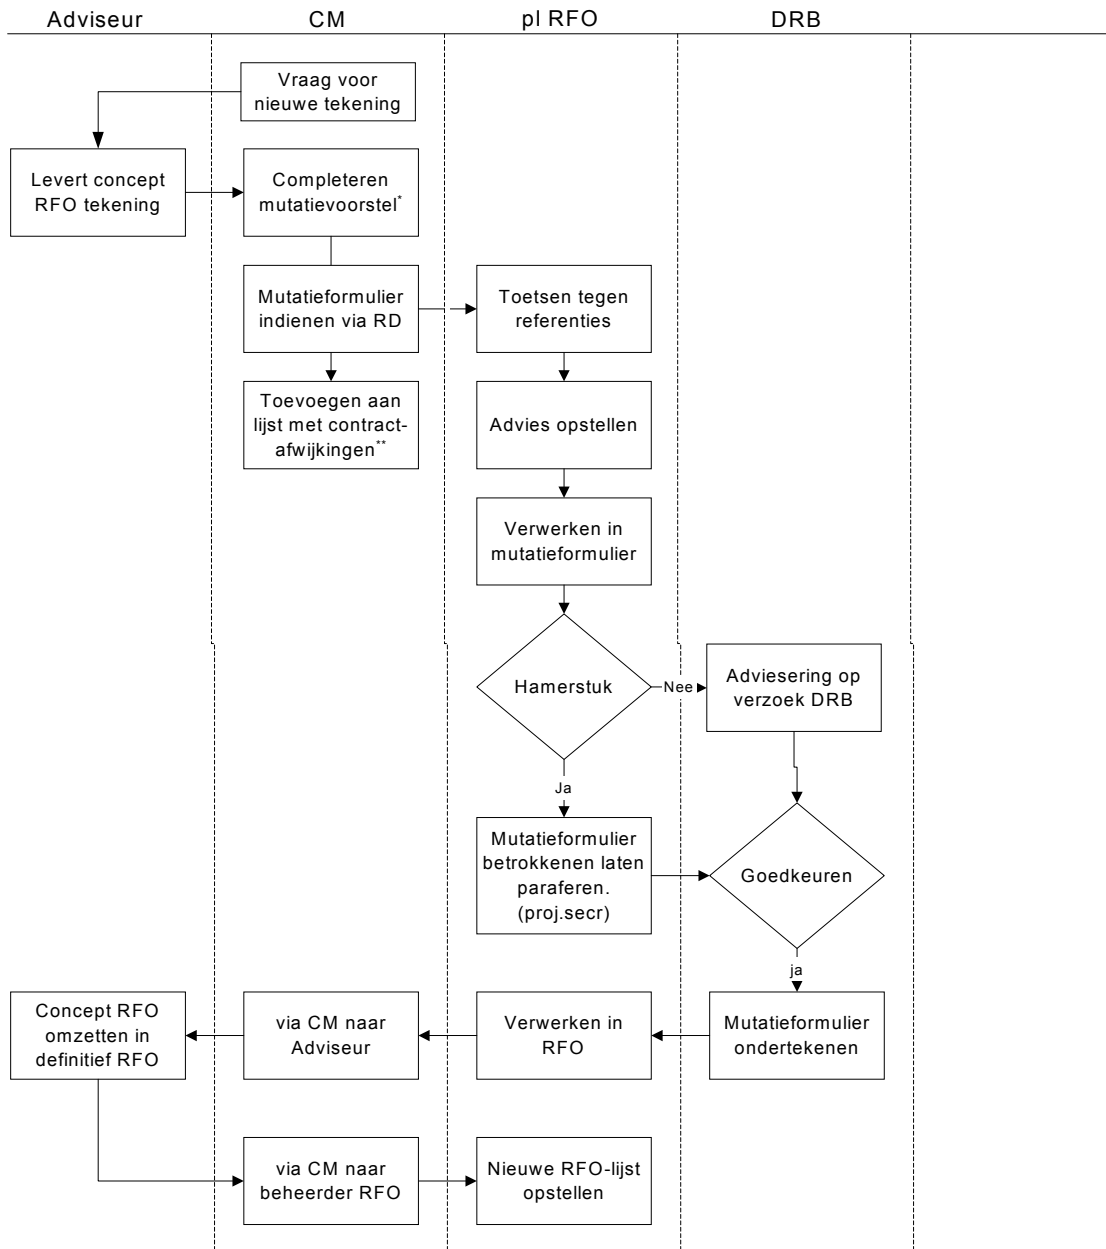 Adviseur
CM
pl RFO
DRB
Vraag voor
nieuwe tekening
Levert concept
RFO tekening
Completeren
mutatievoorstel*
Mutatieformulier
indienen via RD
Toetsen tegen
referenties
Toevoegen aan
lijst met contract-
afwijkingen**
Advies opstellen
Verwerken in
mutatieformulier
Hamerstuk
Nee
Adviesering op
verzoek DRB
Ja
Mutatieformulier
betrokkenen laten
paraferen.
(proj.secr)
Goedkeuren
ja
Concept RFO
omzetten in
definitief RFO
via CM naar
Adviseur
Verwerken in
RFO
Mutatieformulier
ondertekenen
via CM naar
beheerder RFO
Nieuwe RFO-lijst
opstellen